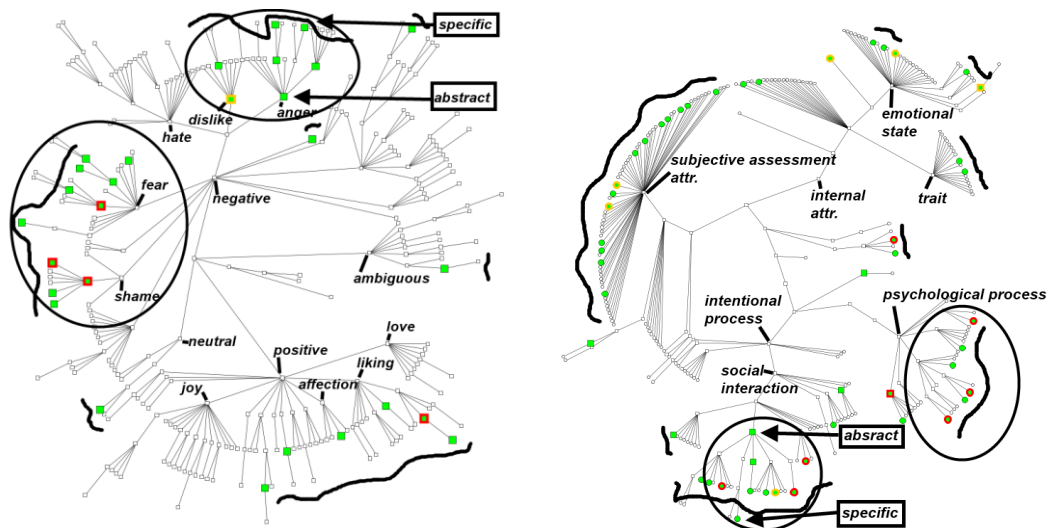 specific
abstract
dislike
anger
hate
fear
negative
ambiguous
shame
neutral
positive
love
liking
joy
affection
emotional
state
subjective assessment
attr.
internal
attr.
trait
intentional
process
psychological process
social
interaction
absract
specific